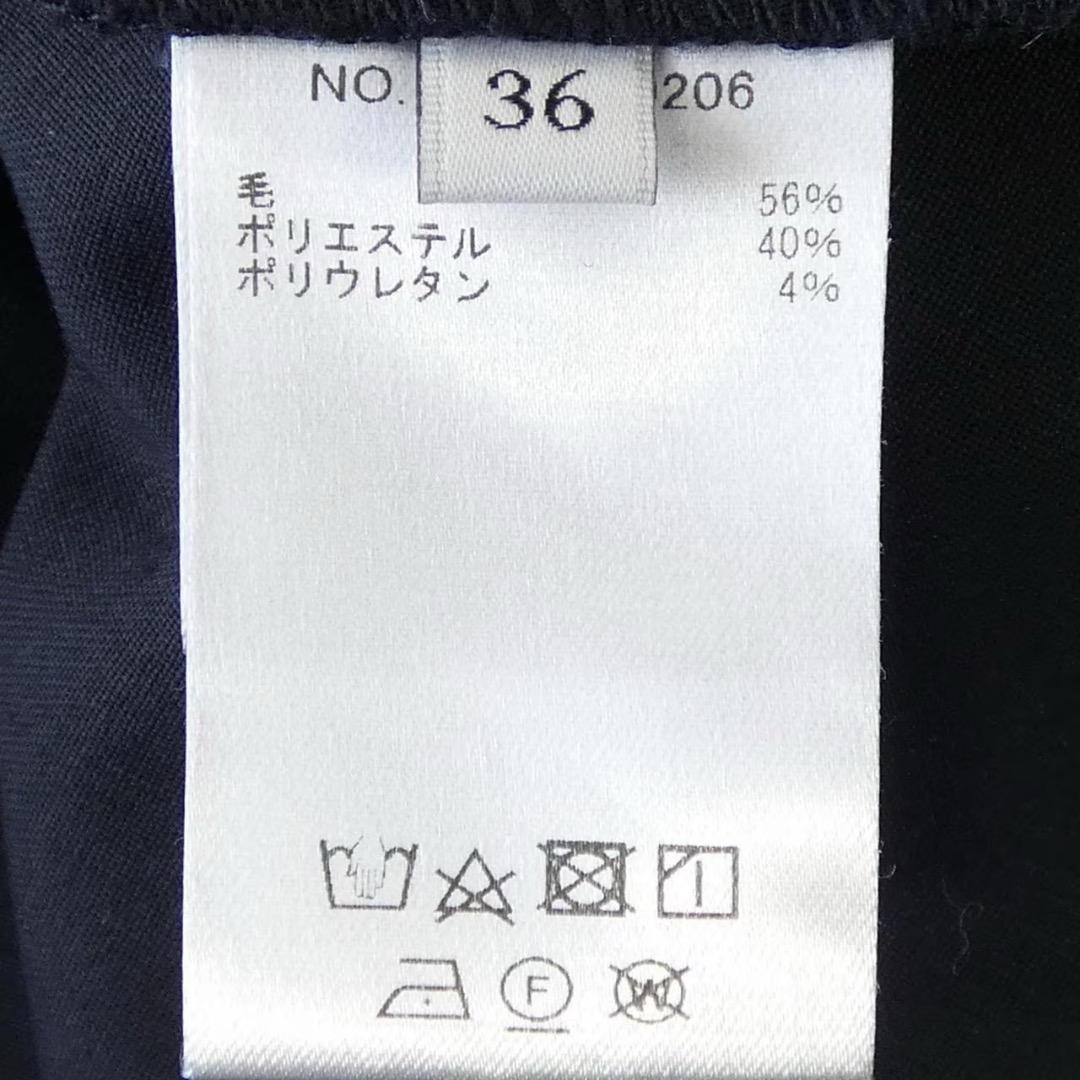 NO. 206
36
毛 56%
ポリエステル 40%
ポリウレタン 4%
F W